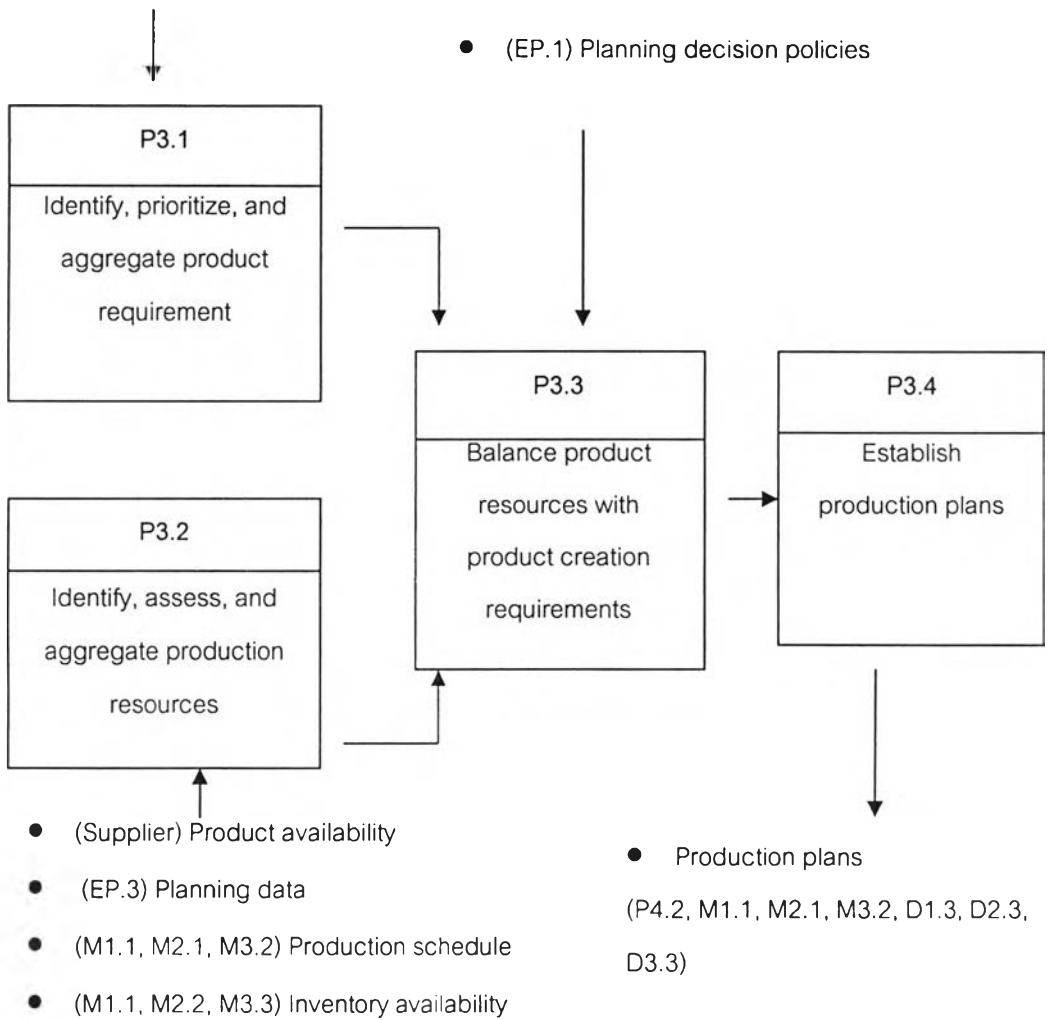 ● (EP.1) Planning decision policies
P3.1
Identify, prioritize, and
aggregate product
requirement
P3.2
Identify, assess, and
aggregate production
resources
P3.3
Balance product
resources with
product creation
requirements
P3.4
Establish
production plans
● (Supplier) Product availability
● (EP.3) Planning data
● (M1.1, M2.1, M3.2) Production schedule
● (M1.1, M2.2, M3.3) Inventory availability
● Production plans
(P4.2, M1.1, M2.1, M3.2, D1.3, D2.3,
D3.3)